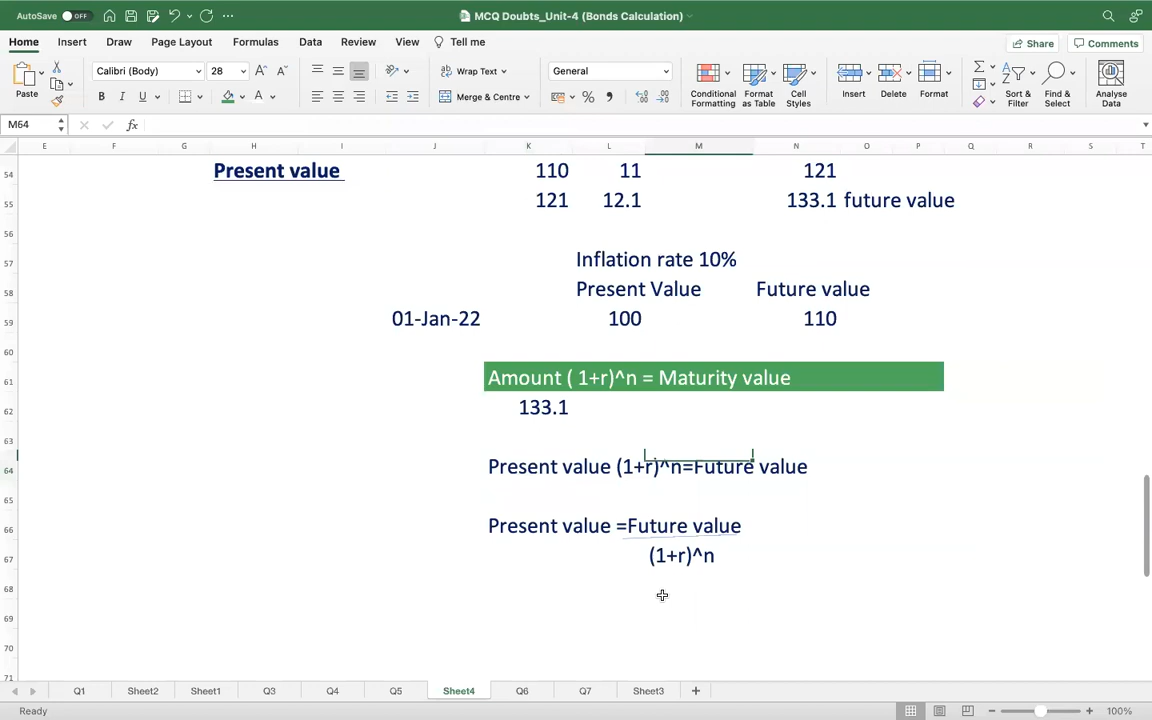 AutoSave OFF MCQ Doubts_Unit-4 (Bonds Calculation)
Home Insert Draw Page Layout Formulas Data Review View Tell me Share Comments
Paste Calibri (Body) 28 A A Wrap Text General Conditional Formatting Format as Table Cell Styles Insert Delete Format Sort & Filter Find & Select Analyse Data
B I U A Merge & Centre % 
M64 fx
E F G H I J K L M N O P Q R S T
54 Present value 110 11 121
55 121 12.1 133.1 future value
56
57 Inflation rate 10%
58 Present Value Future value
59 01-Jan-22 100 110
60
61 Amount ( 1+r)^n = Maturity value
62 133.1
63
64 Present value (1+r)^n=Future value
65
66 Present value =Future value
67 (1+r)^n
68
69
70
71
Q1 Sheet2 Sheet1 Q3 Q4 Q5 Sheet4 Q6 Q7 Sheet3 +
Ready 100%